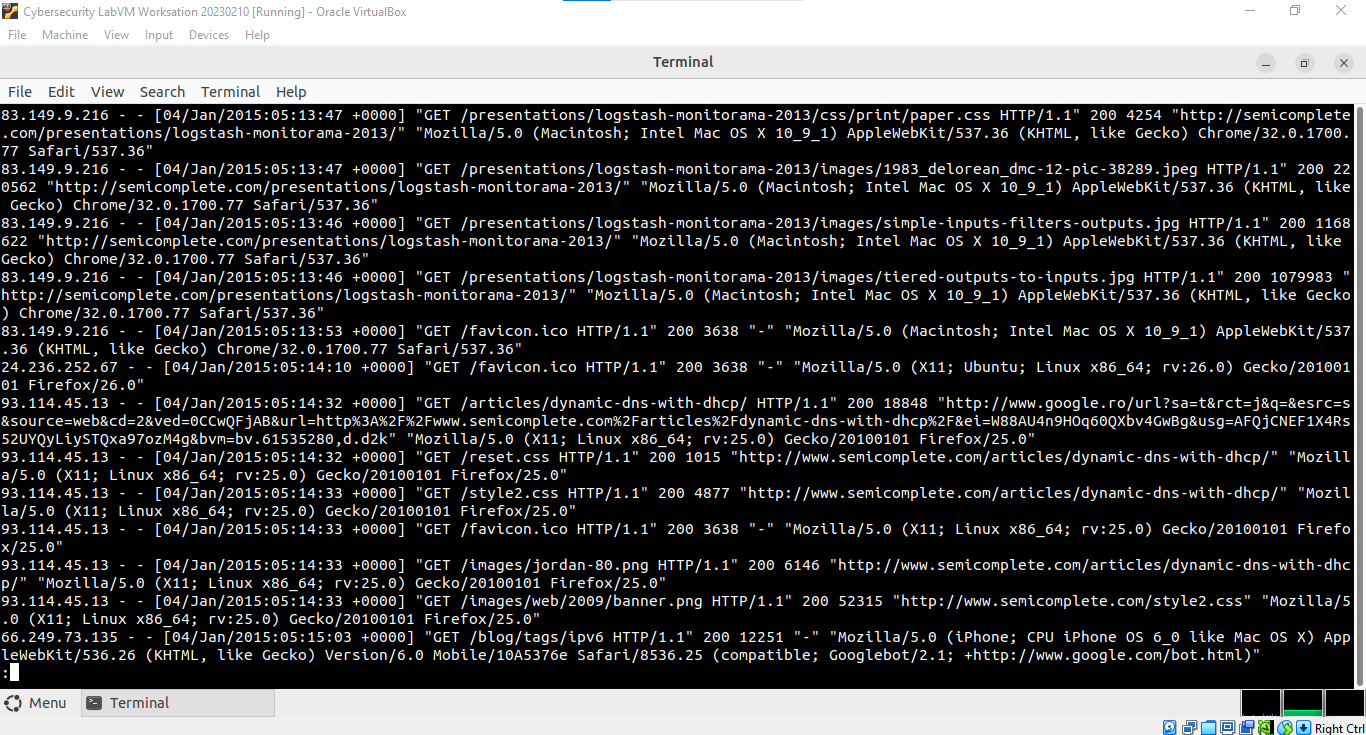 Cybersecurity LabVM Worksation 20230210 [Running] - Oracle VirtualBox
File Machine View Input Devices Help
Terminal
File Edit View Search Terminal Help
83.149.9.216 - - [04/Jan/2015:05:13:47 +0000] "GET /presentations/logstash-monitorama-2013/css/print/paper.css HTTP/1.1" 200 4254 "http://semicomplete
.com/presentations/logstash-monitorama-2013/" "Mozilla/5.0 (Macintosh; Intel Mac OS X 10_9_1) AppleWebKit/537.36 (KHTML, like Gecko) Chrome/32.0.1700.
77 Safari/537.36"
83.149.9.216 - - [04/Jan/2015:05:13:47 +0000] "GET /presentations/logstash-monitorama-2013/images/1983_delorean_dmc-12-pic-38289.jpeg HTTP/1.1" 200 22
0562 "http://semicomplete.com/presentations/logstash-monitorama-2013/" "Mozilla/5.0 (Macintosh; Intel Mac OS X 10_9_1) AppleWebKit/537.36 (KHTML, like
 Gecko) Chrome/32.0.1700.77 Safari/537.36"
83.149.9.216 - - [04/Jan/2015:05:13:46 +0000] "GET /presentations/logstash-monitorama-2013/images/simple-inputs-filters-outputs.jpg HTTP/1.1" 200 1168
622 "http://semicomplete.com/presentations/logstash-monitorama-2013/" "Mozilla/5.0 (Macintosh; Intel Mac OS X 10_9_1) AppleWebKit/537.36 (KHTML, like 
Gecko) Chrome/32.0.1700.77 Safari/537.36"
83.149.9.216 - - [04/Jan/2015:05:13:46 +0000] "GET /presentations/logstash-monitorama-2013/images/tiered-outputs-to-inputs.jpg HTTP/1.1" 200 1079983 "
http://semicomplete.com/presentations/logstash-monitorama-2013/" "Mozilla/5.0 (Macintosh; Intel Mac OS X 10_9_1) AppleWebKit/537.36 (KHTML, like Gecko
) Chrome/32.0.1700.77 Safari/537.36"
83.149.9.216 - - [04/Jan/2015:05:13:53 +0000] "GET /favicon.ico HTTP/1.1" 200 3638 "-" "Mozilla/5.0 (Macintosh; Intel Mac OS X 10_9_1) AppleWebKit/537
.36 (KHTML, like Gecko) Chrome/32.0.1700.77 Safari/537.36"
24.236.252.67 - - [04/Jan/2015:05:14:10 +0000] "GET /favicon.ico HTTP/1.1" 200 3638 "-" "Mozilla/5.0 (X11; Ubuntu; Linux x86_64; rv:26.0) Gecko/201001
01 Firefox/26.0"
93.114.45.13 - - [04/Jan/2015:05:14:32 +0000] "GET /articles/dynamic-dns-with-dhcp/ HTTP/1.1" 200 18848 "http://www.google.ro/url?sa=t&rct=j&q=&esrc=s
&source=web&cd=2&ved=0CCwQFjAB&url=http%3A%2F%2Fwww.semicomplete.com%2Farticles%2Fdynamic-dns-with-dhcp%2F&ei=W88AU4n9HOq60QXbv4GwBg&usg=AFQjCNEF1X4Rs
52UYQyLiySTQxa97ozM4g&bvm=bv.61535280,d.d2k" "Mozilla/5.0 (X11; Linux x86_64; rv:25.0) Gecko/20100101 Firefox/25.0"
93.114.45.13 - - [04/Jan/2015:05:14:32 +0000] "GET /reset.css HTTP/1.1" 200 1015 "http://www.semicomplete.com/articles/dynamic-dns-with-dhcp/" "Mozill
a/5.0 (X11; Linux x86_64; rv:25.0) Gecko/20100101 Firefox/25.0"
93.114.45.13 - - [04/Jan/2015:05:14:33 +0000] "GET /style2.css HTTP/1.1" 200 4877 "http://www.semicomplete.com/articles/dynamic-dns-with-dhcp/" "Mozil
la/5.0 (X11; Linux x86_64; rv:25.0) Gecko/20100101 Firefox/25.0"
93.114.45.13 - - [04/Jan/2015:05:14:33 +0000] "GET /favicon.ico HTTP/1.1" 200 3638 "-" "Mozilla/5.0 (X11; Linux x86_64; rv:25.0) Gecko/20100101 Firefo
x/25.0"
93.114.45.13 - - [04/Jan/2015:05:14:33 +0000] "GET /images/jordan-80.png HTTP/1.1" 200 6146 "http://www.semicomplete.com/articles/dynamic-dns-with-dhc
p/" "Mozilla/5.0 (X11; Linux x86_64; rv:25.0) Gecko/20100101 Firefox/25.0"
93.114.45.13 - - [04/Jan/2015:05:14:33 +0000] "GET /images/web/2009/banner.png HTTP/1.1" 200 52315 "http://www.semicomplete.com/style2.css" "Mozilla/5
.0 (X11; Linux x86_64; rv:25.0) Gecko/20100101 Firefox/25.0"
66.249.73.135 - - [04/Jan/2015:05:15:03 +0000] "GET /blog/tags/ipv6 HTTP/1.1" 200 12251 "-" "Mozilla/5.0 (iPhone; CPU iPhone OS 6_0 like Mac OS X) App
leWebKit/536.26 (KHTML, like Gecko) Version/6.0 Mobile/10A5376e Safari/8536.25 (compatible; Googlebot/2.1; +http://www.google.com/bot.html)"
:
Menu Terminal
Right Ctrl